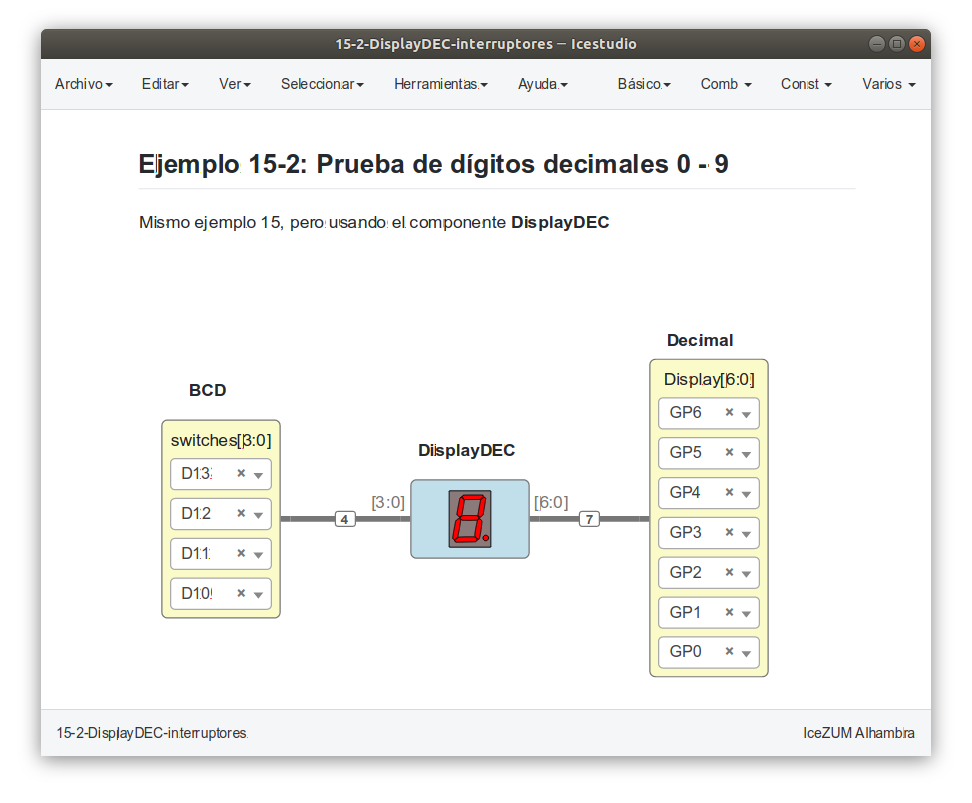 15-2-DisplayDEC-interruptores – Icestudio
Archivo Editar Ver Seleccionar Herramientas Ayuda Básico Comb Const Varios
Ejemplo 15-2: Prueba de dígitos decimales 0 - 9
Mismo ejemplo 15, pero usando el componente DisplayDEC
Decimal
Display[6:0]
BCD
GP6
switches[3:0]
GP5
DisplayDEC
D13
GP4
[3:0]
[6:0]
D12
4
7
8.
GP3
D11
GP2
D10
GP1
GP0
15-2-DisplayDEC-interruptores
IceZUM Alhambra